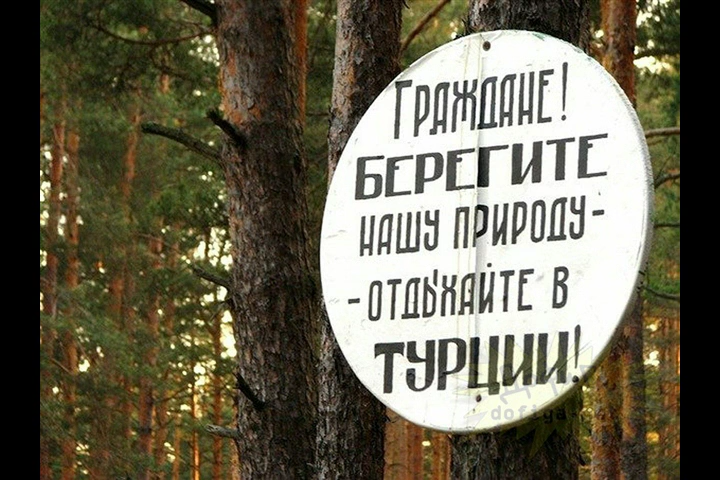 Граждане!
БЕРЕГИТЕ
НАШУ ПРИРОДУ-
-ОТДЫХАЙТЕ В
ТУРЦИИ!